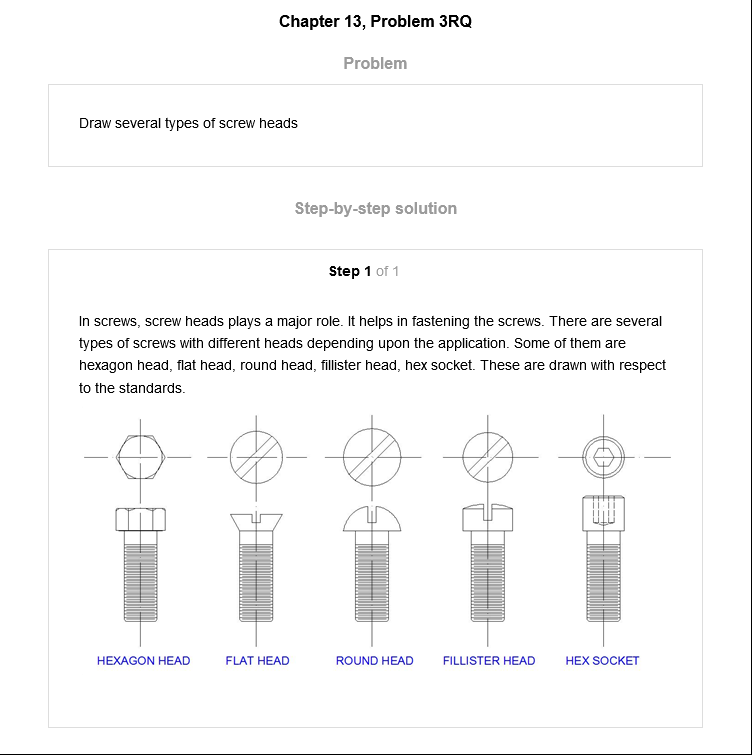 Chapter 13, Problem 3RQ
Problem
Draw several types of screw heads
Step-by-step solution
Step 1 of 1
In screws, screw heads plays a major role. It helps in fastening the screws. There are several
types of screws with different heads depending upon the application. Some of them are
hexagon head, flat head, round head, fillister head, hex socket. These are drawn with respect
to the standards.
HEXAGON HEAD FLAT HEAD ROUND HEAD FILLISTER HEAD HEX SOCKET